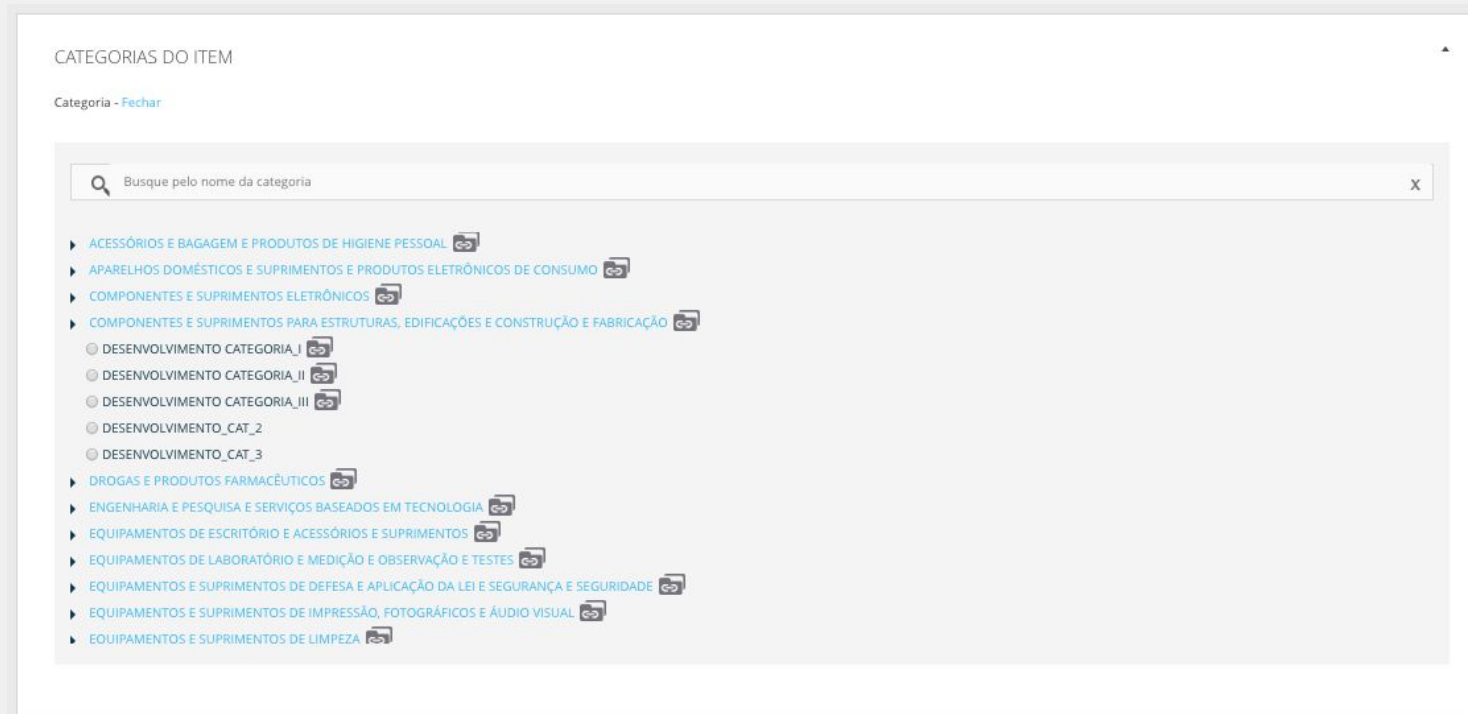 CATEGORIAS DO ITEM
Categoria - Fechar
Busque pelo nome da categoria
X
ACESSÓRIOS E BAGAGEM E PRODUTOS DE HIGIENE PESSOAL
APARELHOS DOMÉSTICOS E SUPRIMENTOS E PRODUTOS ELETRÔNICOS DE CONSUMO
COMPONENTES E SUPRIMENTOS ELETRÔNICOS
COMPONENTES E SUPRIMENTOS PARA ESTRUTURAS, EDIFICAÇÕES E CONSTRUÇÃO E FABRICAÇÃO
DESENVOLVIMENTO CATEGORIA_I
DESENVOLVIMENTO CATEGORIA_II
DESENVOLVIMENTO CATEGORIA_III
DESENVOLVIMENTO_CAT_2
DESENVOLVIMENTO_CAT_3
DROGAS E PRODUTOS FARMACÊUTICOS
ENGENHARIA E PESQUISA E SERVIÇOS BASEADOS EM TECNOLOGIA
EQUIPAMENTOS DE ESCRITÓRIO E ACESSÓRIOS E SUPRIMENTOS
EQUIPAMENTOS DE LABORATÓRIO E MEDIÇÃO E OBSERVAÇÃO E TESTES
EQUIPAMENTOS E SUPRIMENTOS DE DEFESA E APLICAÇÃO DA LEI E SEGURANÇA E SEGURIDADE
EQUIPAMENTOS E SUPRIMENTOS DE IMPRESSÃO, FOTOGRÁFICOS E ÁUDIO VISUAL
EQUIPAMENTOS E SUPRIMENTOS DE LIMPEZA